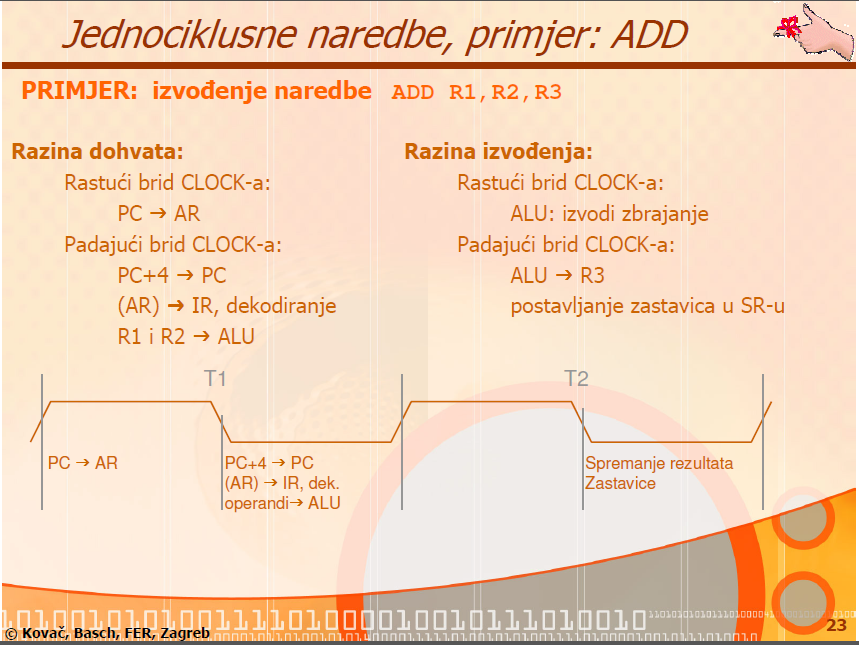 Jednociklusne naredbe, primjer: ADD
PRIMJER: izvođenje naredbe ADD R1,R2,R3
Razina dohvata:
Rastući brid CLOCK-a:
PC → AR
Padajući brid CLOCK-a:
PC+4 → PC
(AR) → IR, dekodiranje
R1 i R2 → ALU
Razina izvođenja:
Rastući brid CLOCK-a:
ALU: izvodi zbrajanje
Padajući brid CLOCK-a:
ALU → R3
postavljanje zastavica u SR-u
T1
T2
PC → AR
PC+4 → PC
(AR) → IR, dek.
operandi→ ALU
Spremanje rezultata
Zastavice
© Kovač, Basch, FER, Zagreb
23